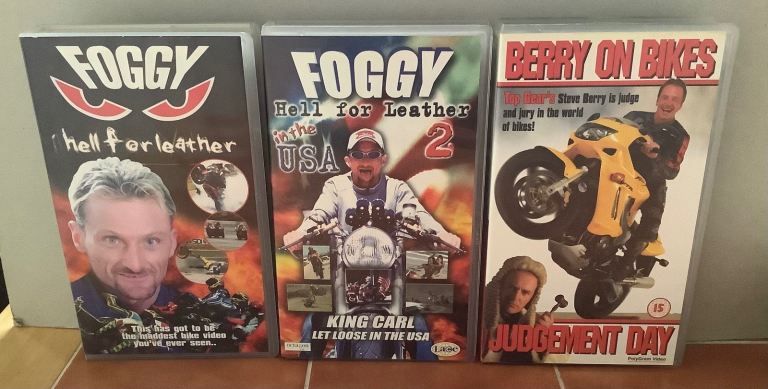 FOGGY
hell for leather
This has got to be
the maddest bike video
you've ever seen..
FOGGY
Hell for Leather
in the
USA
2
KING CARL
LET LOOSE IN THE USA
BERRY ON BIKES
Top Gear's Steve Berry is judge
and jury in the world
of bikes!
15
JUDGEMENT DAY
PolyGram Video